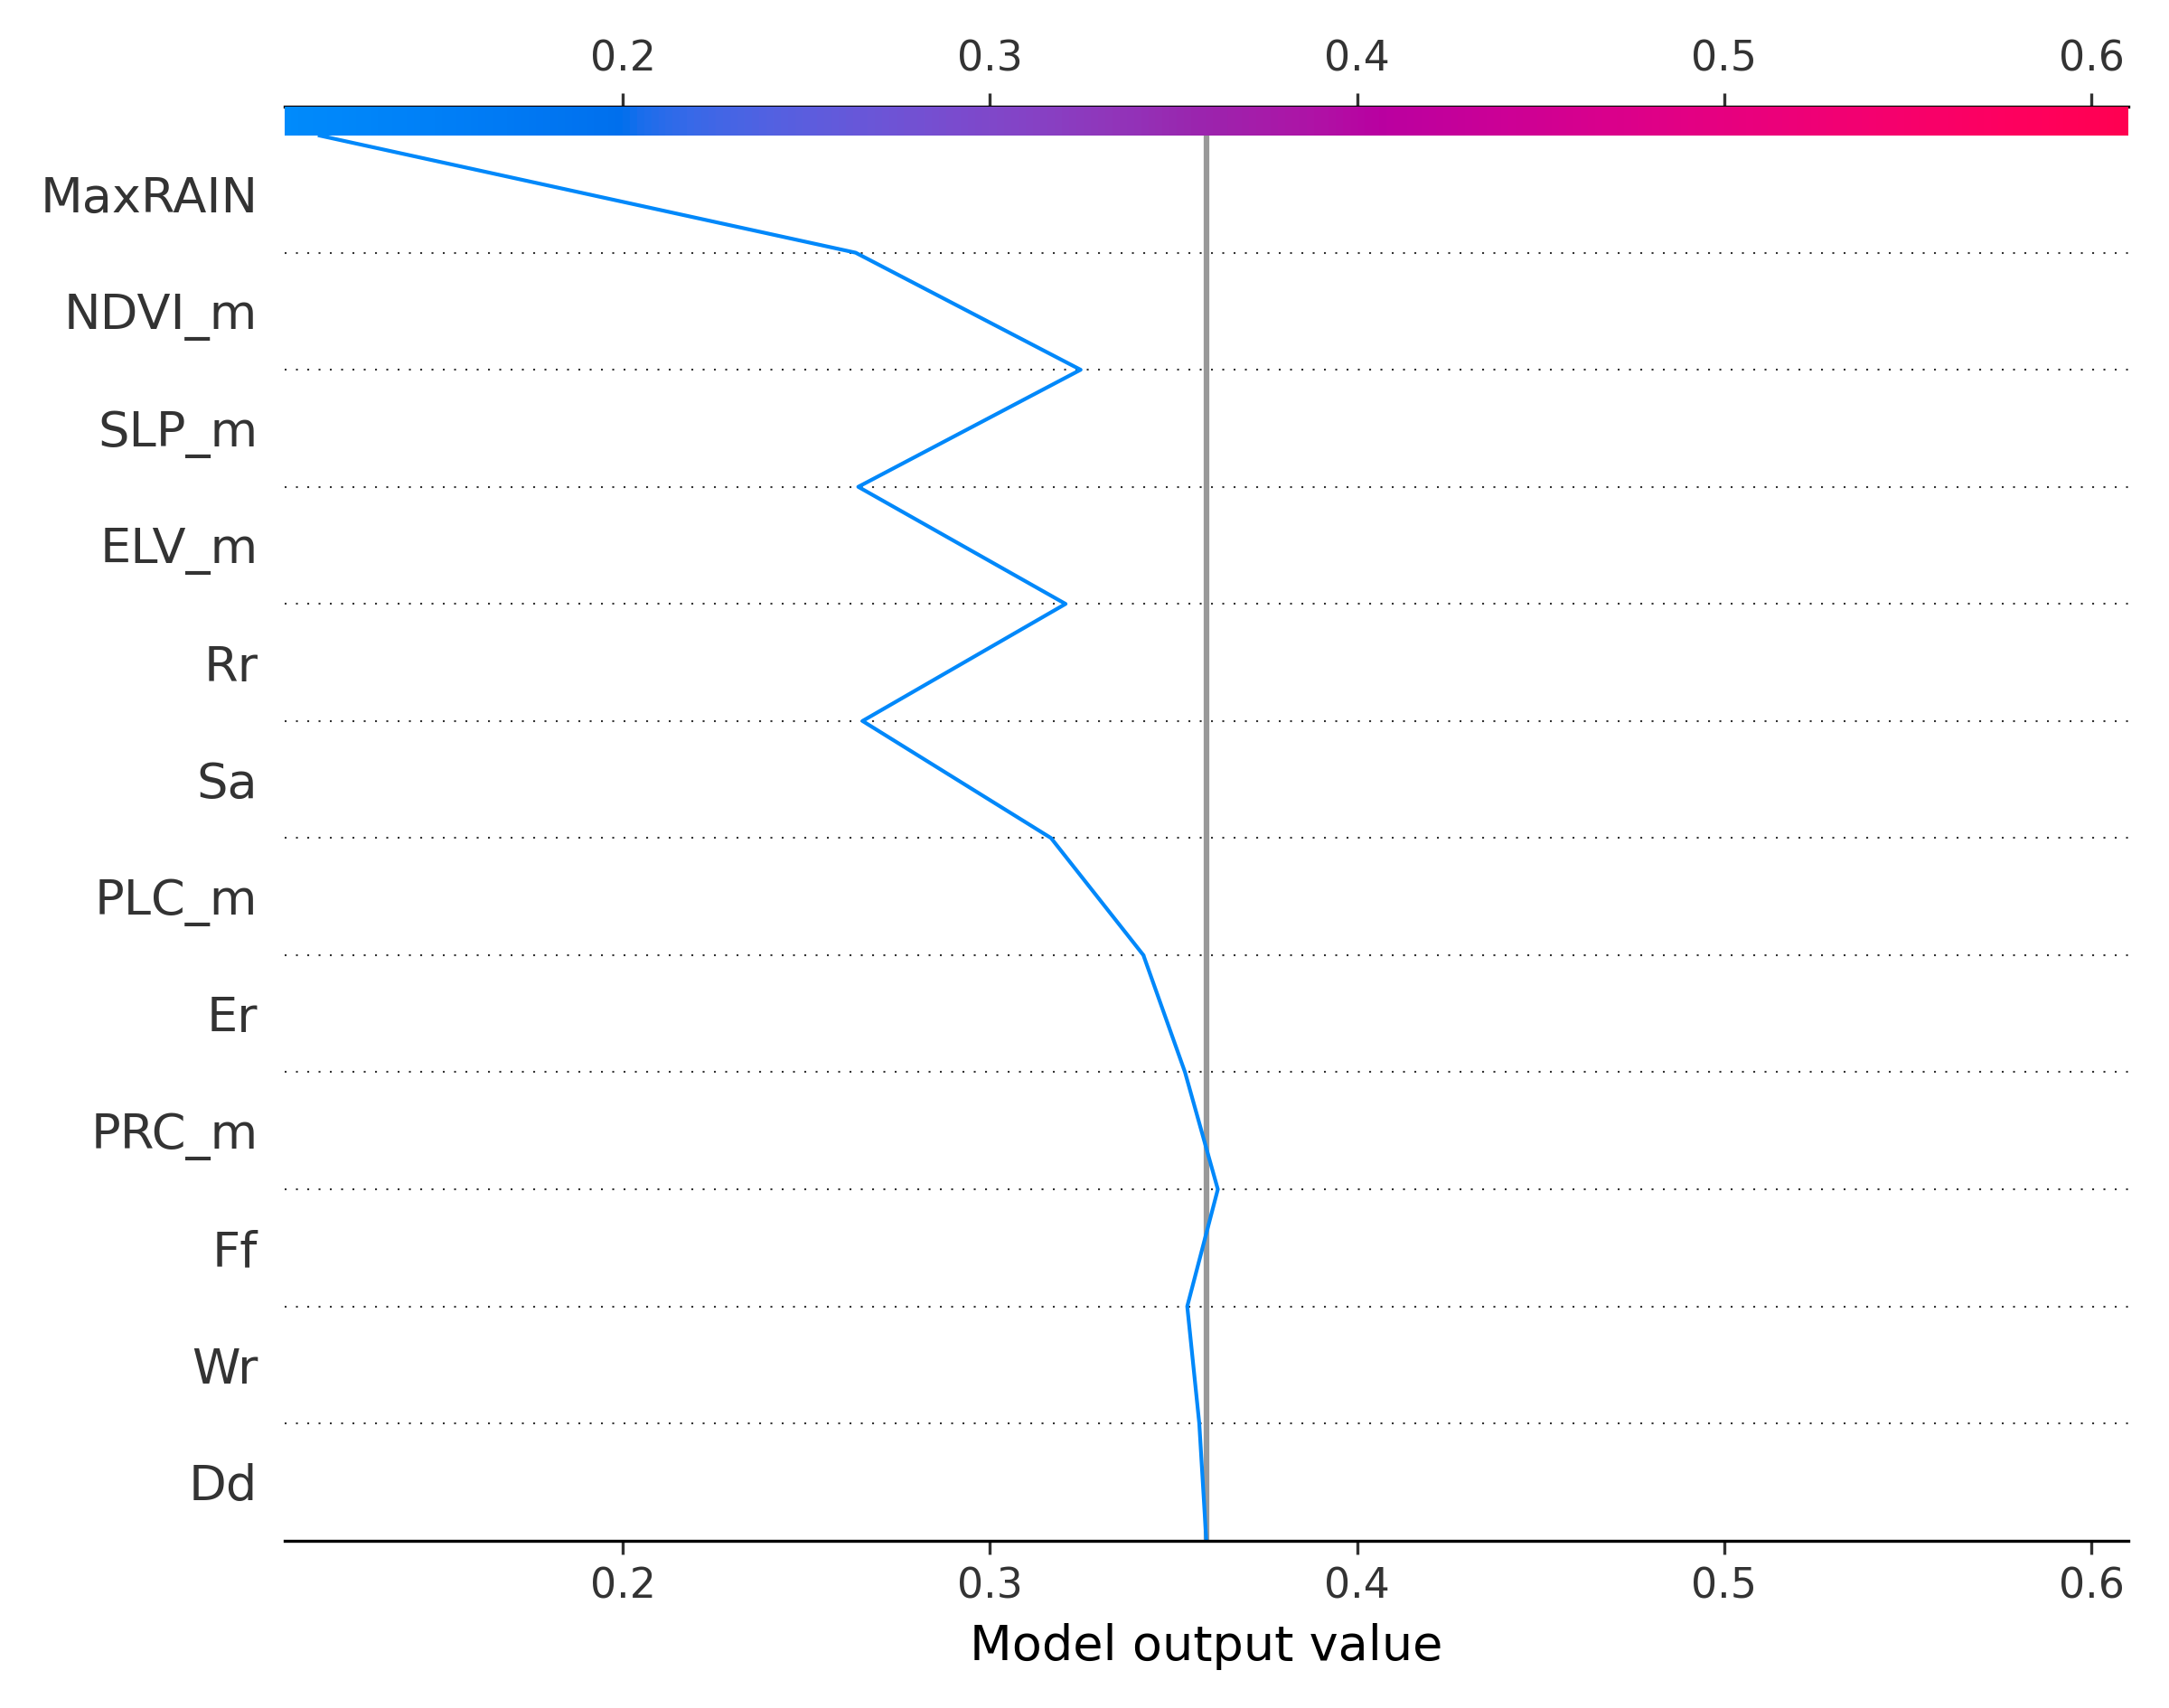 0.2 0.3 0.4 0.5 0.6
MaxRAIN
NDVI_m
SLP_m
ELV_m
Rr
Sa
PLC_m
Er
PRC_m
Ff
Wr
Dd
0.2 0.3 0.4 0.5 0.6
Model output value